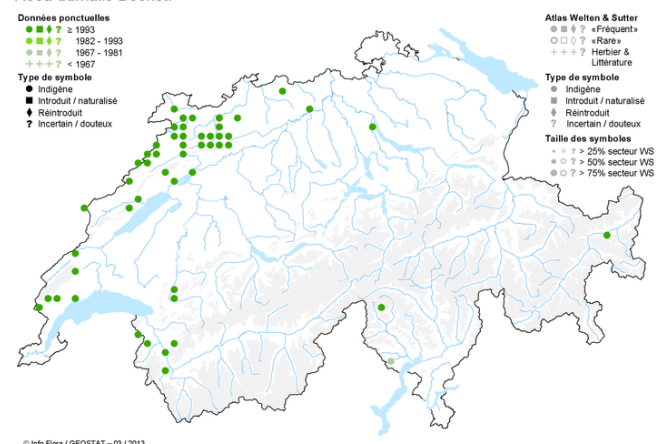 Données ponctuelles
? ≥ 1993
? 1982 - 1993
? 1967 - 1981
++++ < 1967
Type de symbole
Indigène
Introduit / naturalisé
Réintroduit
? Incertain / douteux
Atlas Welten & Sutter
? «Fréquent»
? «Rare»
+++ Herbier &
Littérature
Type de symbole
Indigène
Introduit / naturalisé
Réintroduit
? Incertain / douteux
Taille des symboles
? > 25% secteur WS
? > 50% secteur WS
? > 75% secteur WS
© Info Flora / GEOSTAT – 03 / 2013